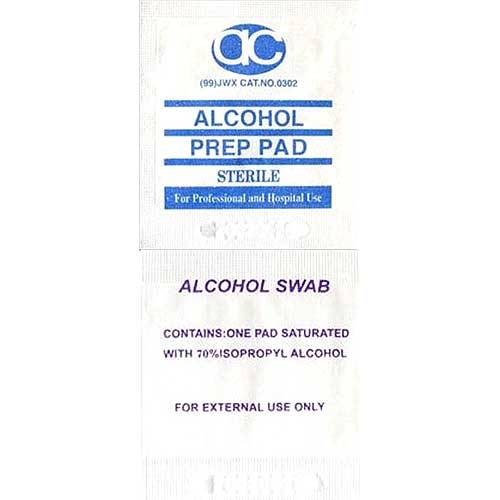 ac
(99)JWX CAT.NO.0302
ALCOHOL
PREP PAD
STERILE
For Professional and Hospital Use
ALCOHOL SWAB
CONTAINS:ONE PAD SATURATED
WITH 70%ISOPROPYL ALCOHOL
FOR EXTERNAL USE ONLY